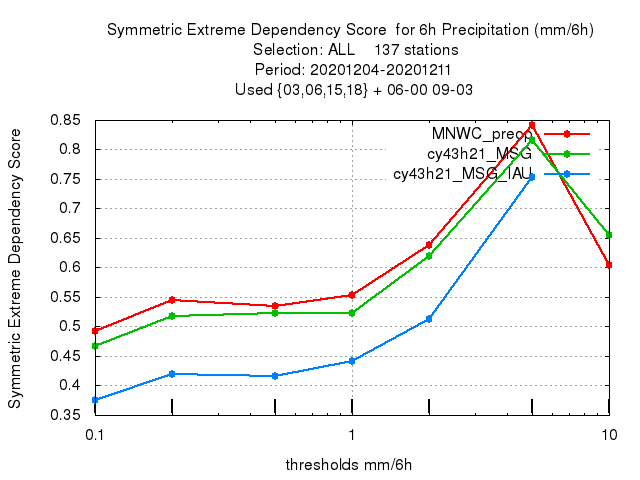 Symmetric Extreme Dependency Score  for 6h Precipitation (mm/6h)
Selection: ALL    137 stations
Period: 20201204-20201211
Used {03,06,15,18} + 06-00 09-03
Symmetric Extreme Dependency Score
0.85
0.8
0.75
0.7
0.65
0.6
0.55
0.5
0.45
0.4
0.35
MNWC_precp
cy43h21_MSG
cy43h21_MSG_IAU
0.1
1
10
thresholds mm/6h